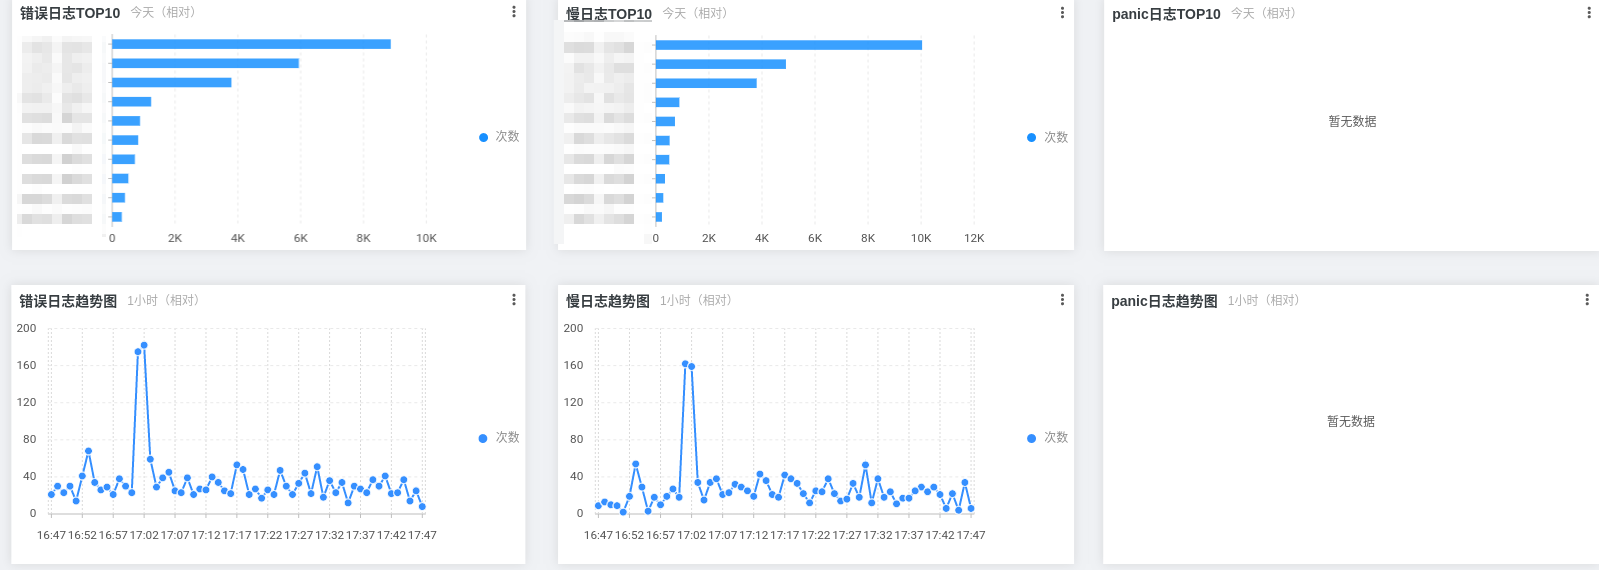 错误日志TOP10 今天（相对）
次数
0 2K 4K 6K 8K 10K
慢日志TOP10 今天（相对）
次数
0 2K 4K 6K 8K 10K 12K
panic日志TOP10 今天（相对）
暂无数据
错误日志趋势图 1小时（相对）
200
160
120
80
40
0
次数
16:47 16:52 16:57 17:02 17:07 17:12 17:17 17:22 17:27 17:32 17:37 17:42 17:47
慢日志趋势图 1小时（相对）
200
160
120
80
40
0
次数
16:47 16:52 16:57 17:02 17:07 17:12 17:17 17:22 17:27 17:32 17:37 17:42 17:47
panic日志趋势图 1小时（相对）
暂无数据